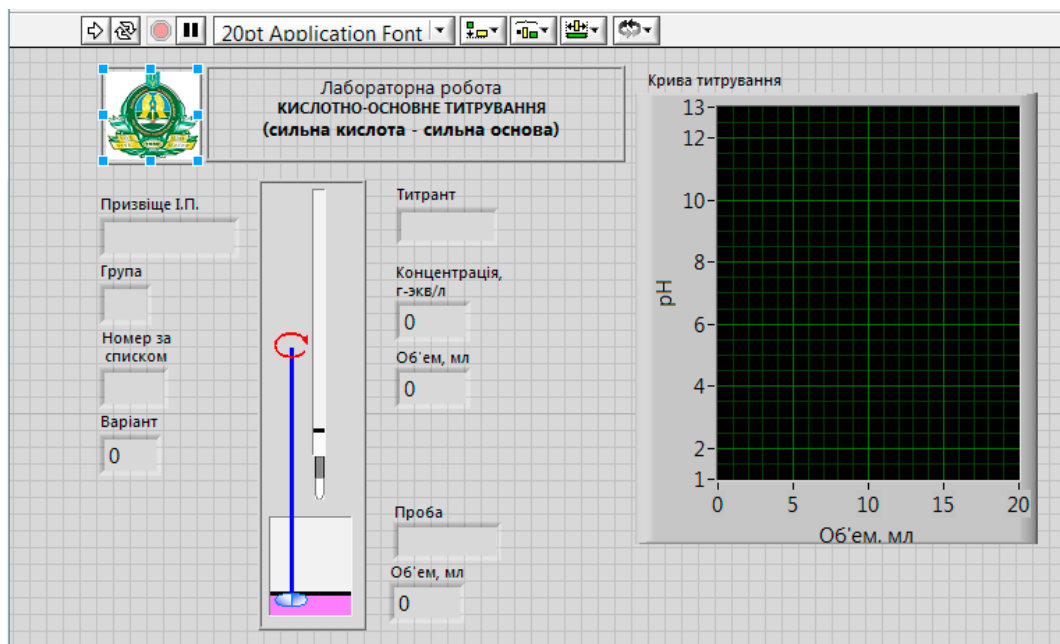 20pt Application Font
Лабораторна робота
КИСЛОТНО-ОСНОВНЕ ТИТРУВАННЯ
(сильна кислота - сильна основа)
Призвіще І.П.
Група
Номер за
списком
Варіант
0
Титрант
Концентрація,
г-экв/л
0
Об'ем, мл
0
Проба
Об'ем, мл
0
Крива титрування
13
12
10
8
6
4
2
1
pH
0 5 10 15 20
Об'ем, мл